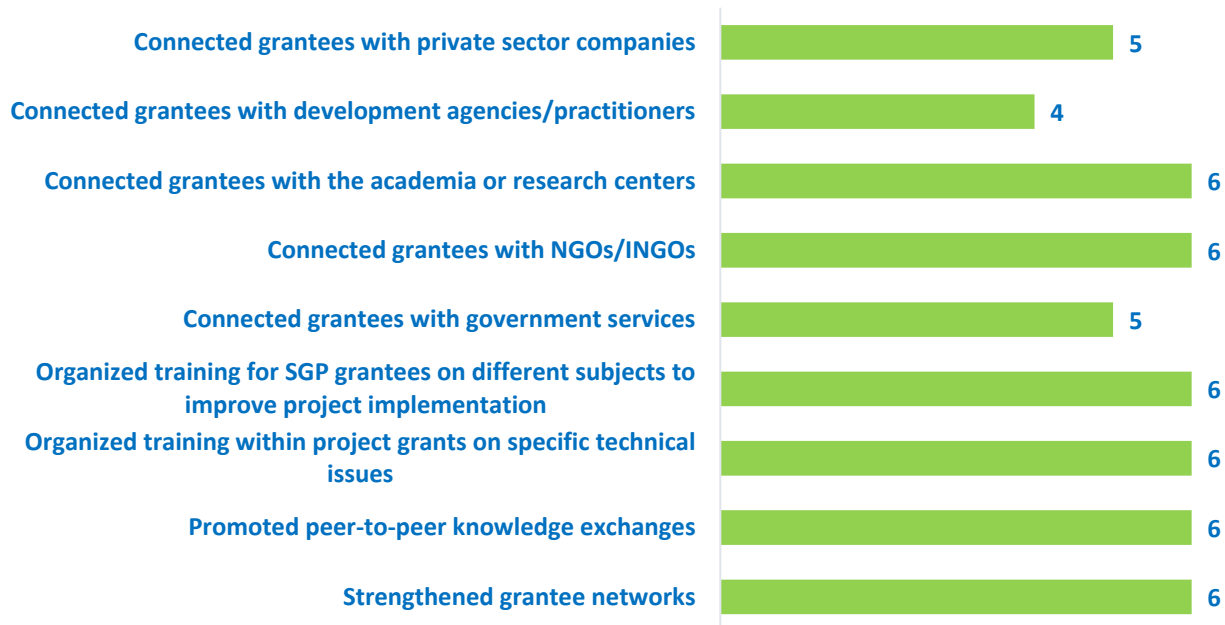 Connected grantees with private sector companies 5
Connected grantees with development agencies/practitioners 4
Connected grantees with the academia or research centers 6
Connected grantees with NGOs/INGOs 6
Connected grantees with government services 5
Organized training for SGP grantees on different subjects to
improve project implementation 6
Organized training within project grants on specific technical
issues 6
Promoted peer-to-peer knowledge exchanges 6
Strengthened grantee networks 6